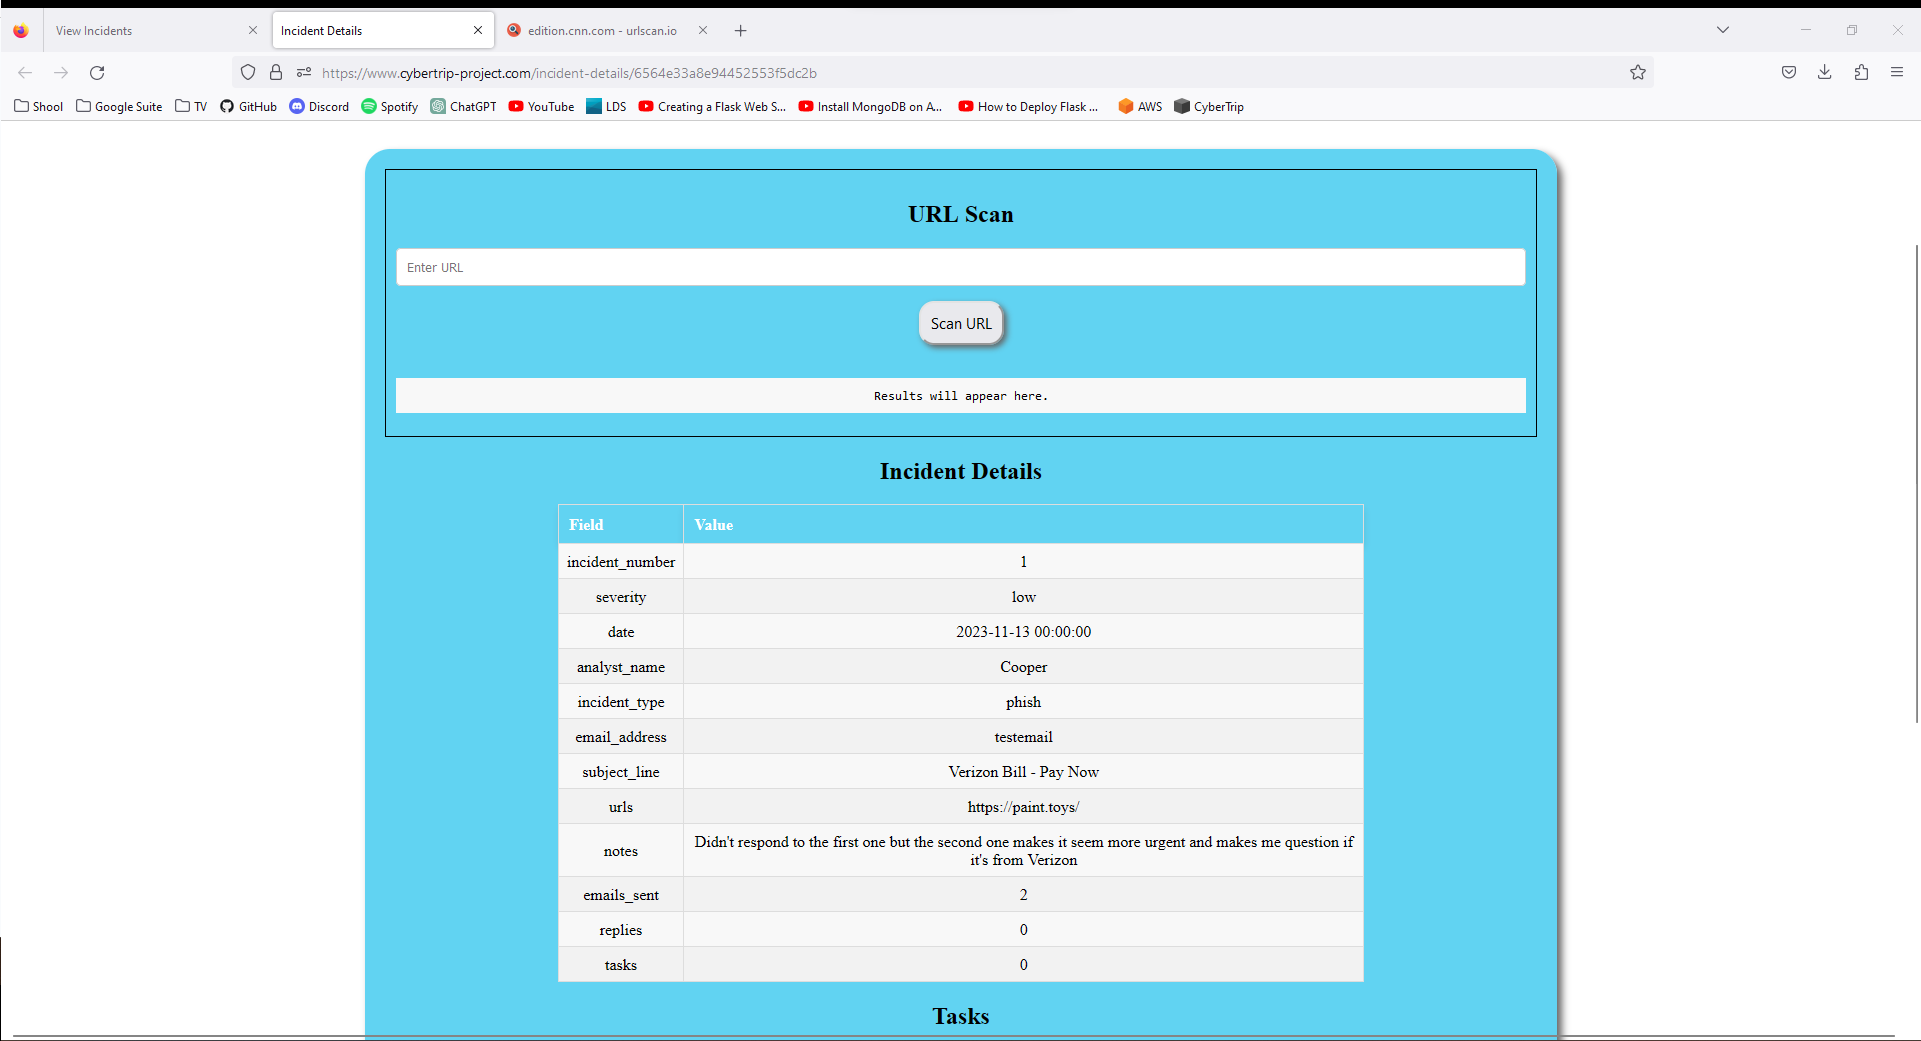 View Incidents
Incident Details
edition.cnn.com - urlscan.io
https://www.cybertrip-project.com/incident-details/6564e33a8e94452553f5dc2b
Shool Google Suite TV GitHub Discord Spotify ChatGPT YouTube LDS Creating a Flask Web S... Install MongoDB on A... How to Deploy Flask ... AWS CyberTrip
URL Scan
Enter URL
Scan URL
Results will appear here.
Incident Details
Field Value
incident_number 1
severity low
date 2023-11-13 00:00:00
analyst_name Cooper
incident_type phish
email_address testemail
subject_line Verizon Bill - Pay Now
urls https://paint.toys/
notes Didn't respond to the first one but the second one makes it seem more urgent and makes me question if
it's from Verizon
emails_sent 2
replies 0
tasks 0
Tasks